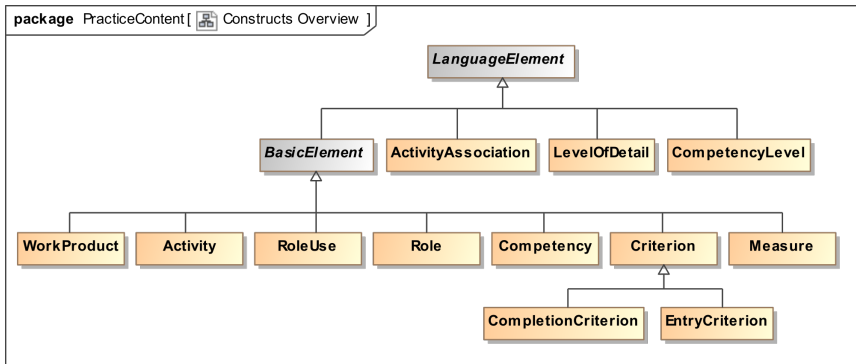 package PracticeContent [ Constructs Overview ]
LanguageElement
BasicElement
ActivityAssociation
LevelOfDetail
CompetencyLevel
WorkProduct
Activity
RoleUse
Role
Competency
Criterion
Measure
CompletionCriterion
EntryCriterion